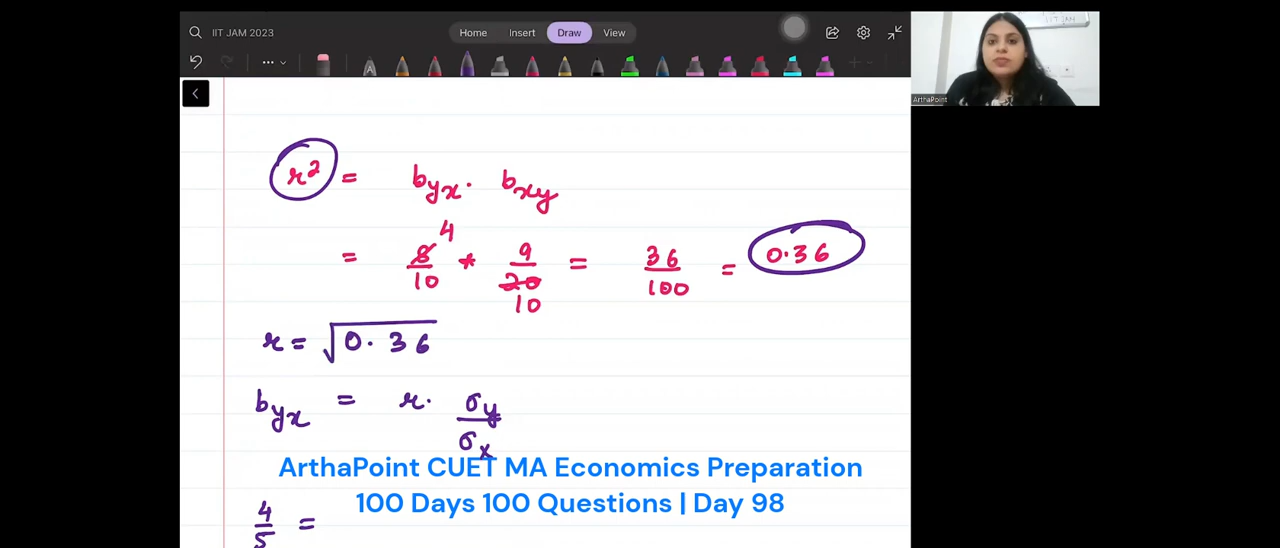 IIT JAM 2023
Home Insert Draw View
IIT JAM
ArthaPoint
r² = byx · bxy
4
= 8/10 * 9/20 = 36/100 = 0.36
10
r = √0.36
byx = r · σy/σx
ArthaPoint CUET MA Economics Preparation
100 Days 100 Questions | Day 98
4/5 =